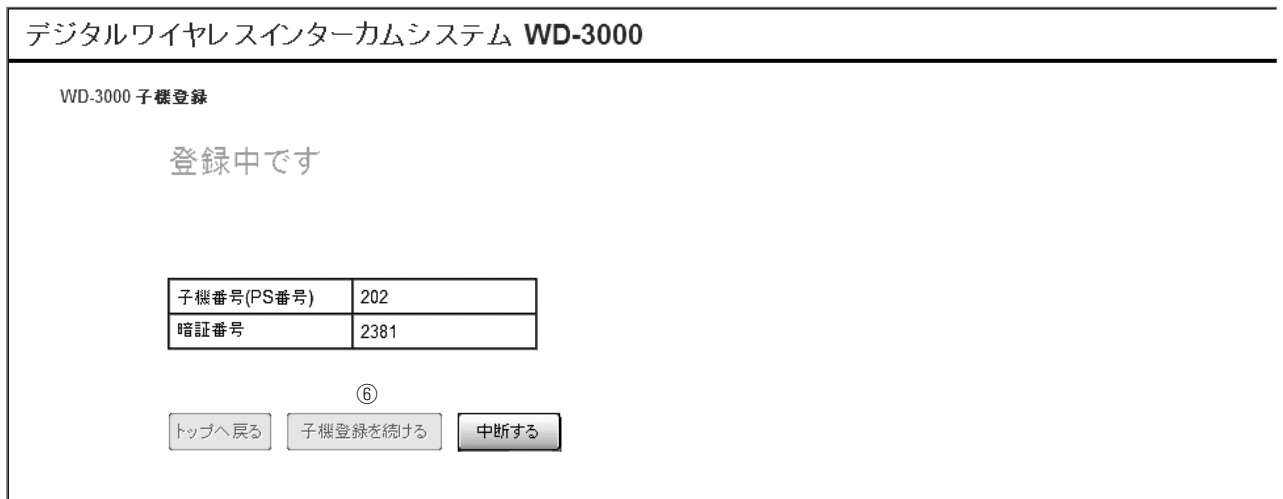 デジタルワイヤレスインターカムシステム WD-3000
WD-3000 子機登録
登録中です
子機番号(PS番号) 202
暗証番号 2381
⑥
トップへ戻る 子機登録を続ける 中断する